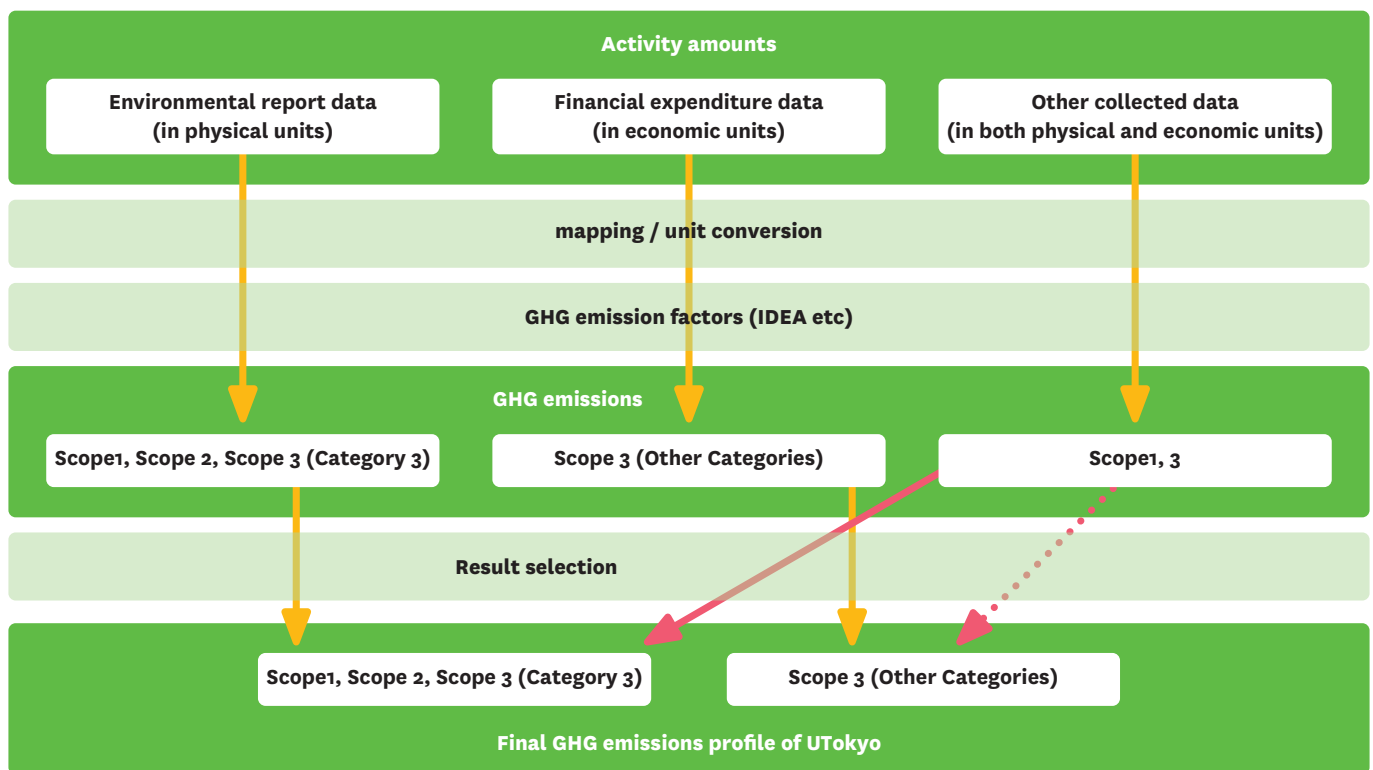 Activity amounts
Environmental report data
(in physical units)
Financial expenditure data
(in economic units)
Other collected data
(in both physical and economic units)
mapping / unit conversion
GHG emission factors (IDEA etc)
GHG emissions
Scope1, Scope 2, Scope 3 (Category 3)
Scope 3 (Other Categories)
Scope1, 3
Result selection
Scope1, Scope 2, Scope 3 (Category 3)
Scope 3 (Other Categories)
Final GHG emissions profile of UTokyo